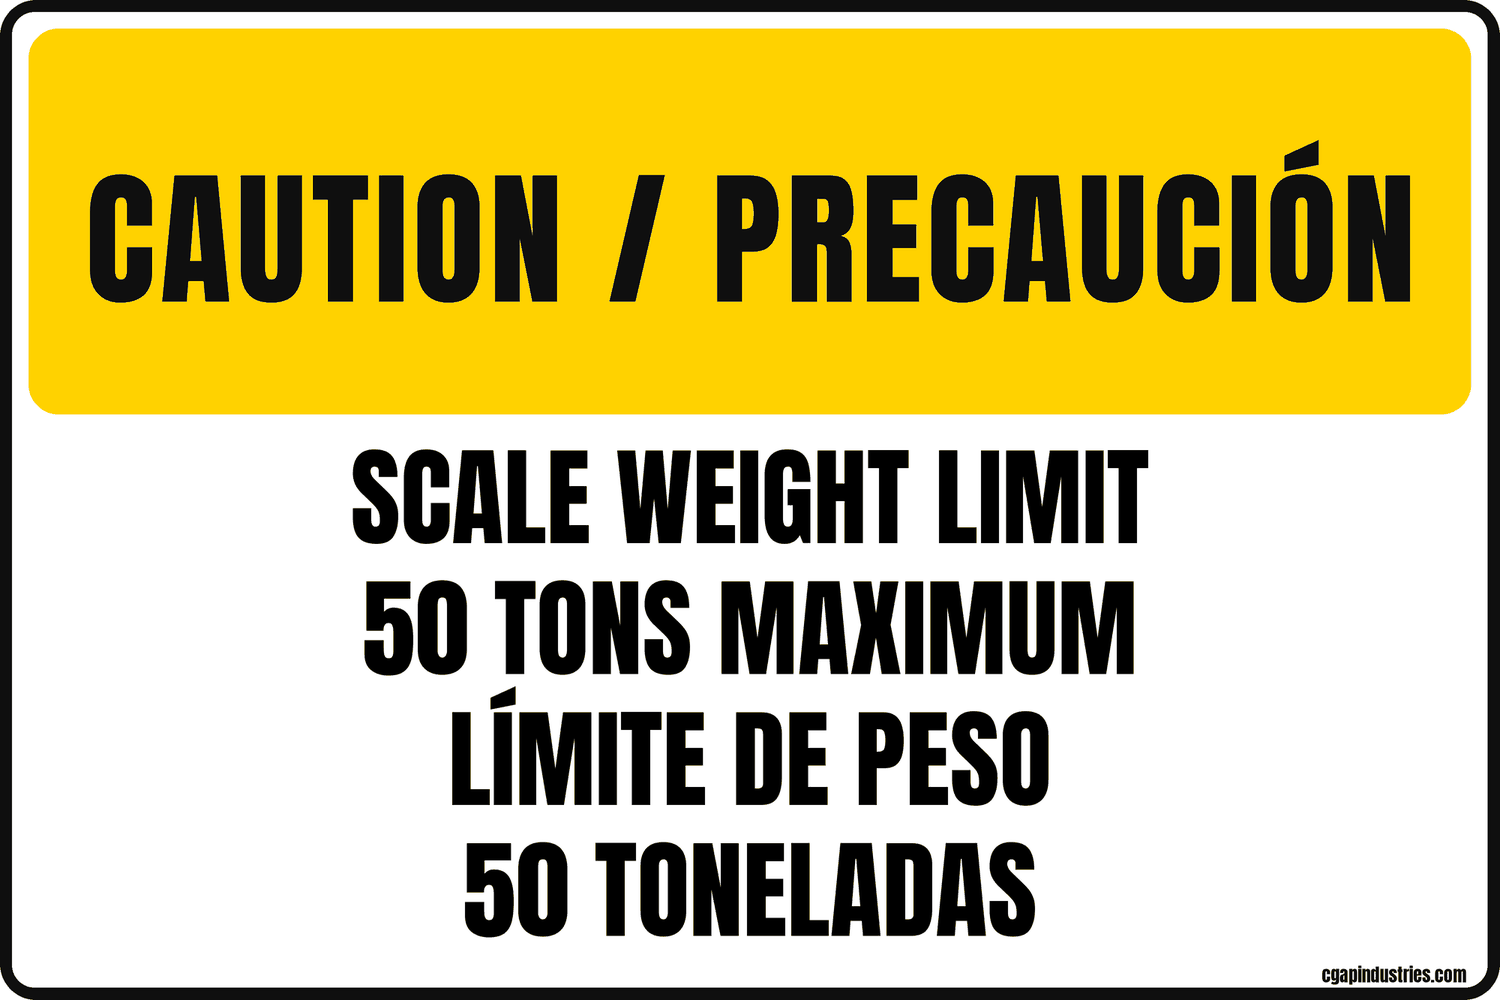 CAUTION / PRECAUCIÓN
SCALE WEIGHT LIMIT
50 TONS MAXIMUM
LÍMITE DE PESO
50 TONELADAS
cgapindustries.com